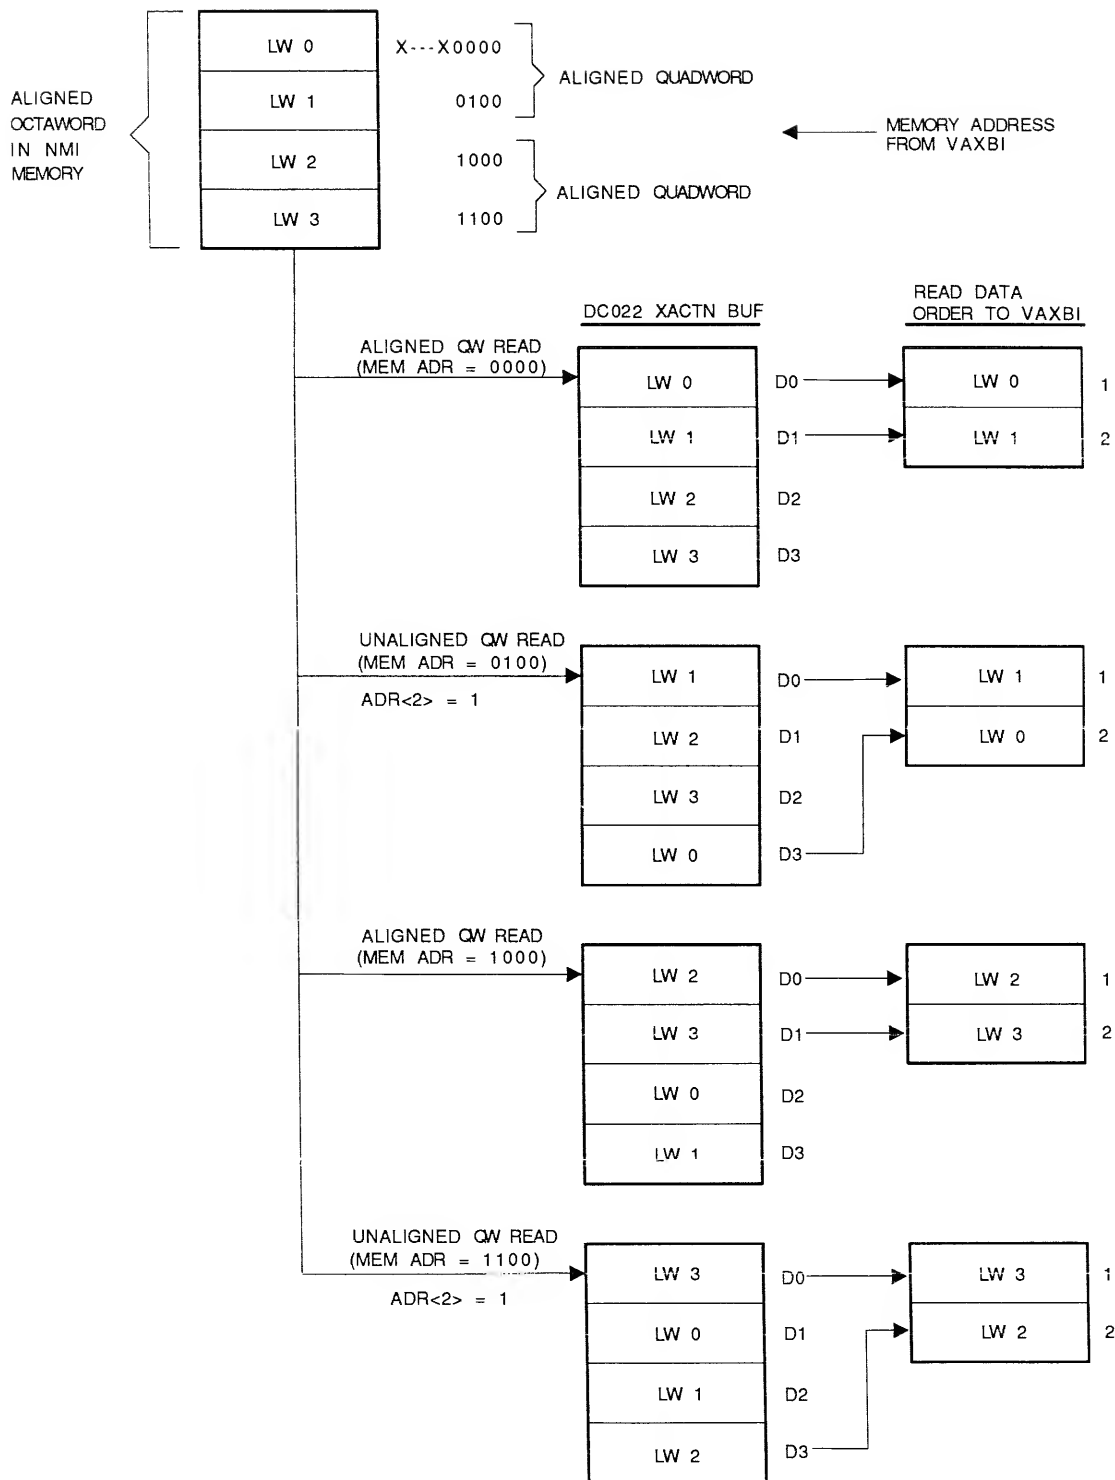 LW 0 X---X0000
ALIGNED QUADWORD
ALIGNED
OCTAWORD
IN NMI
MEMORY
LW 1 0100
MEMORY ADDRESS
FROM VAXBI
LW 2 1000
ALIGNED QUADWORD
LW 3 1100
DC022 XACTN BUF
READ DATA
ORDER TO VAXBI
ALIGNED QW READ
(MEM ADR = 0000)
LW 0 D0 LW 0 1
LW 1 D1 LW 1 2
LW 2 D2
LW 3 D3
UNALIGNED QW READ
(MEM ADR = 0100)
ADR<2> = 1
LW 1 D0 LW 1 1
LW 2 D1 LW 0 2
LW 3 D2
LW 0 D3
ALIGNED QW READ
(MEM ADR = 1000)
LW 2 D0 LW 2 1
LW 3 D1 LW 3 2
LW 0 D2
LW 1 D3
UNALIGNED QW READ
(MEM ADR = 1100)
ADR<2> = 1
LW 3 D0 LW 3 1
LW 0 D1 LW 2 2
LW 1 D2
LW 2 D3